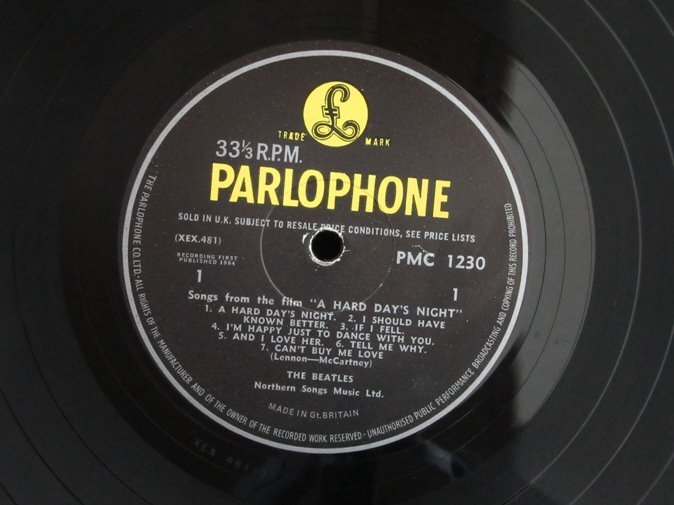 £
TRADE MARK
33⅓ R.P.M.
PARLOPHONE
SOLD IN U.K. SUBJECT TO RESALE PRICE CONDITIONS, SEE PRICE LISTS
(XEX.481)
RECORDING FIRST
PUBLISHED 1964
PMC 1230
1
1
Songs from the film "A HARD DAY'S NIGHT"
1. A HARD DAY'S NIGHT. 2. I SHOULD HAVE
KNOWN BETTER. 3. IF I FELL.
4. I'M HAPPY JUST TO DANCE WITH YOU.
5. AND I LOVE HER. 6. TELL ME WHY.
7. CAN'T BUY ME LOVE
(Lennon—McCartney)
THE BEATLES
Northern Songs Music Ltd.
MADE IN Gt. BRITAIN
THE PARLOPHONE CO. LTD. · ALL RIGHTS OF THE MANUFACTURER AND OF THE OWNER OF THE RECORDED WORK RESERVED · UNAUTHORISED PUBLIC PERFORMANCE BROADCASTING AND COPYING OF THIS RECORD PROHIBITED
XEX 481